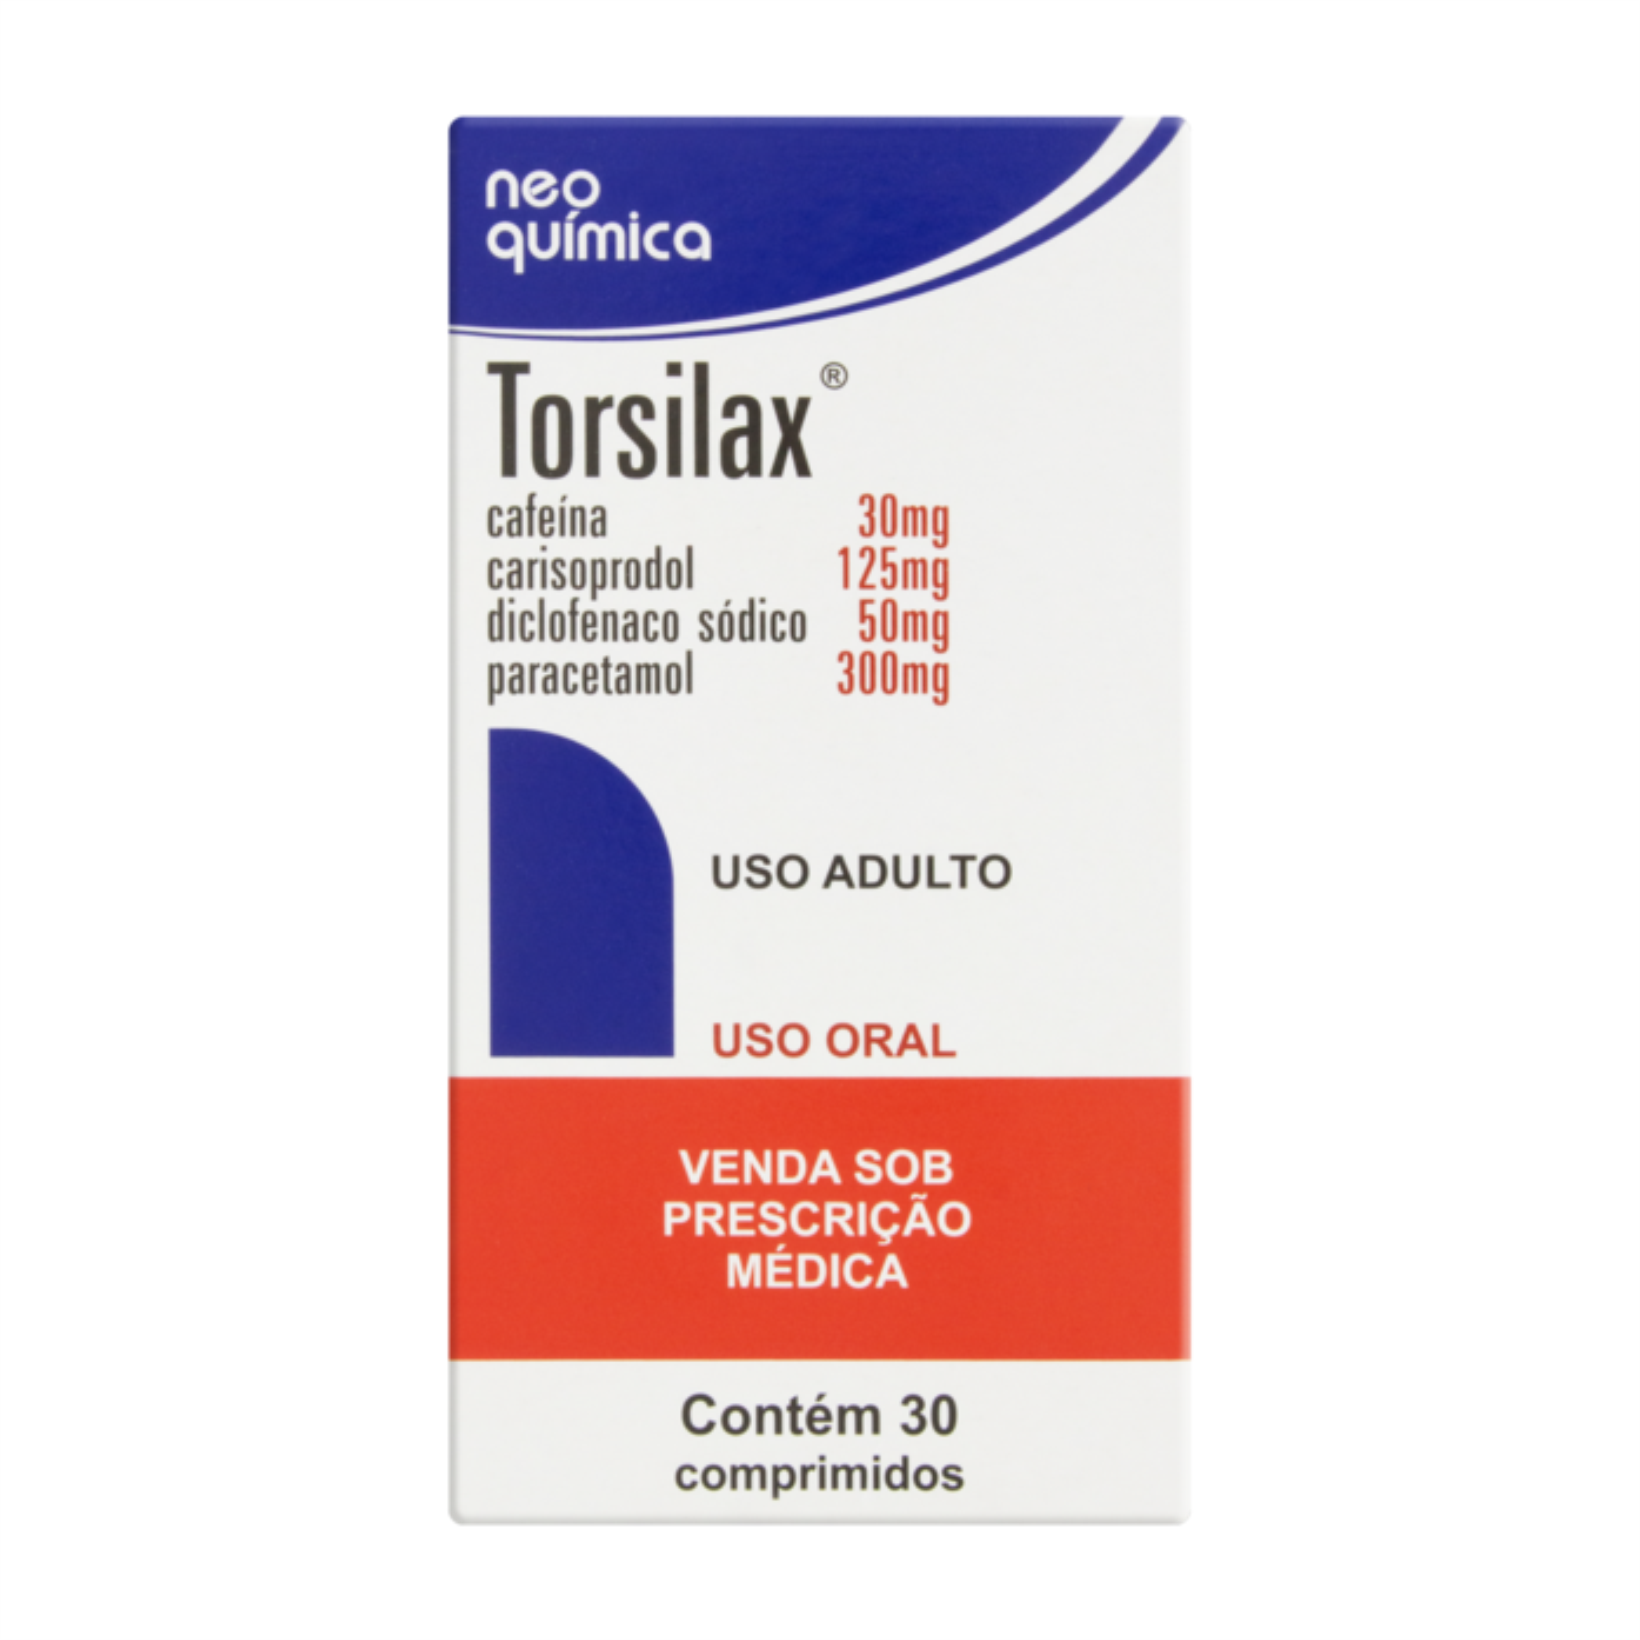 neo
química
Torsilax®
cafeína 30mg
carisoprodol 125mg
diclofenaco sódico 50mg
paracetamol 300mg
USO ADULTO
USO ORAL
VENDA SOB
PRESCRIÇÃO
MÉDICA
Contém 30
comprimidos